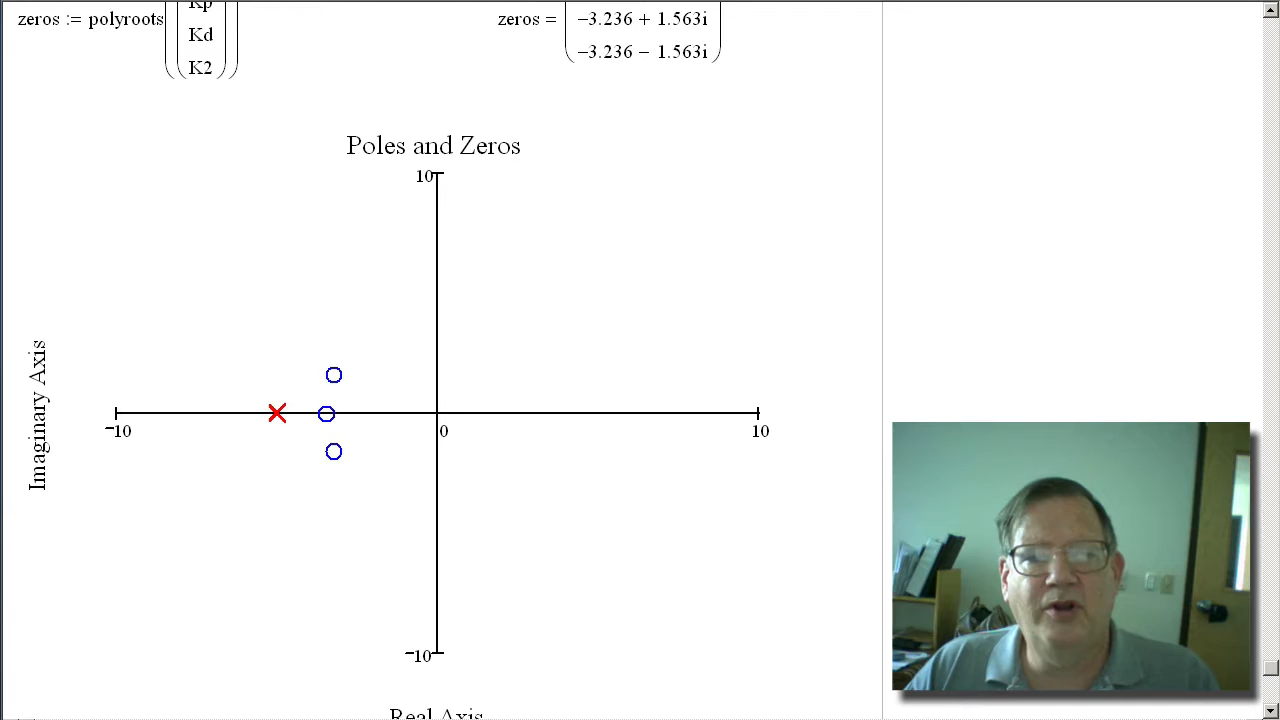 Kp
zeros := polyroots
Kd
K2
zeros =
−3.236 + 1.563i
−3.236 − 1.563i
Poles and Zeros
10
Imaginary Axis
−10
0
10
−10
Real Axis